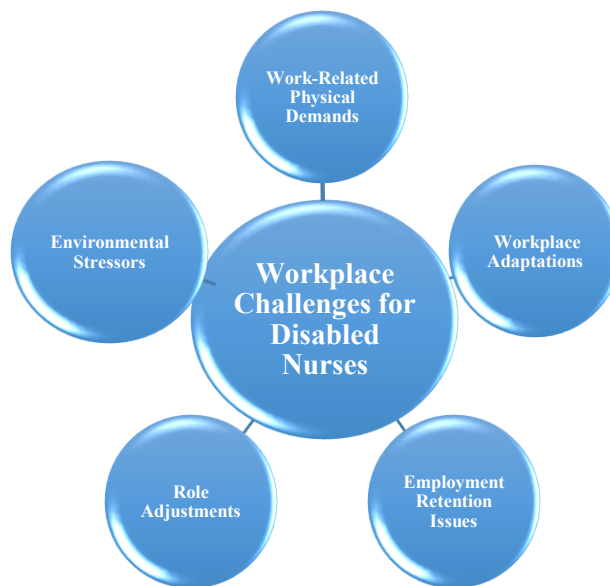 Work-Related
Physical
Demands
Environmental
Stressors
Workplace
Adaptations
Workplace
Challenges for
Disabled
Nurses
Role
Adjustments
Employment
Retention
Issues